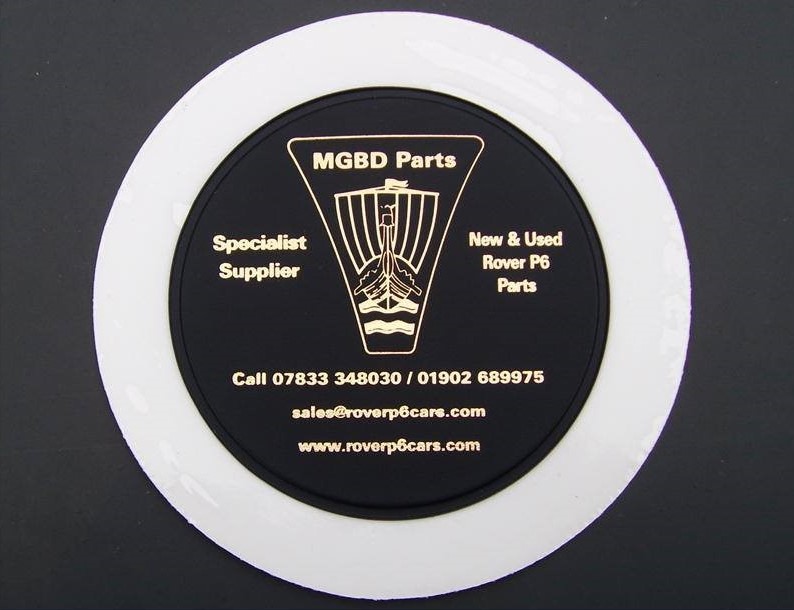 MGBD Parts
Specialist
Supplier
New & Used
Rover P6
Parts
Call 07833 348030 / 01902 689975
sales@roverp6cars.com
www.roverp6cars.com